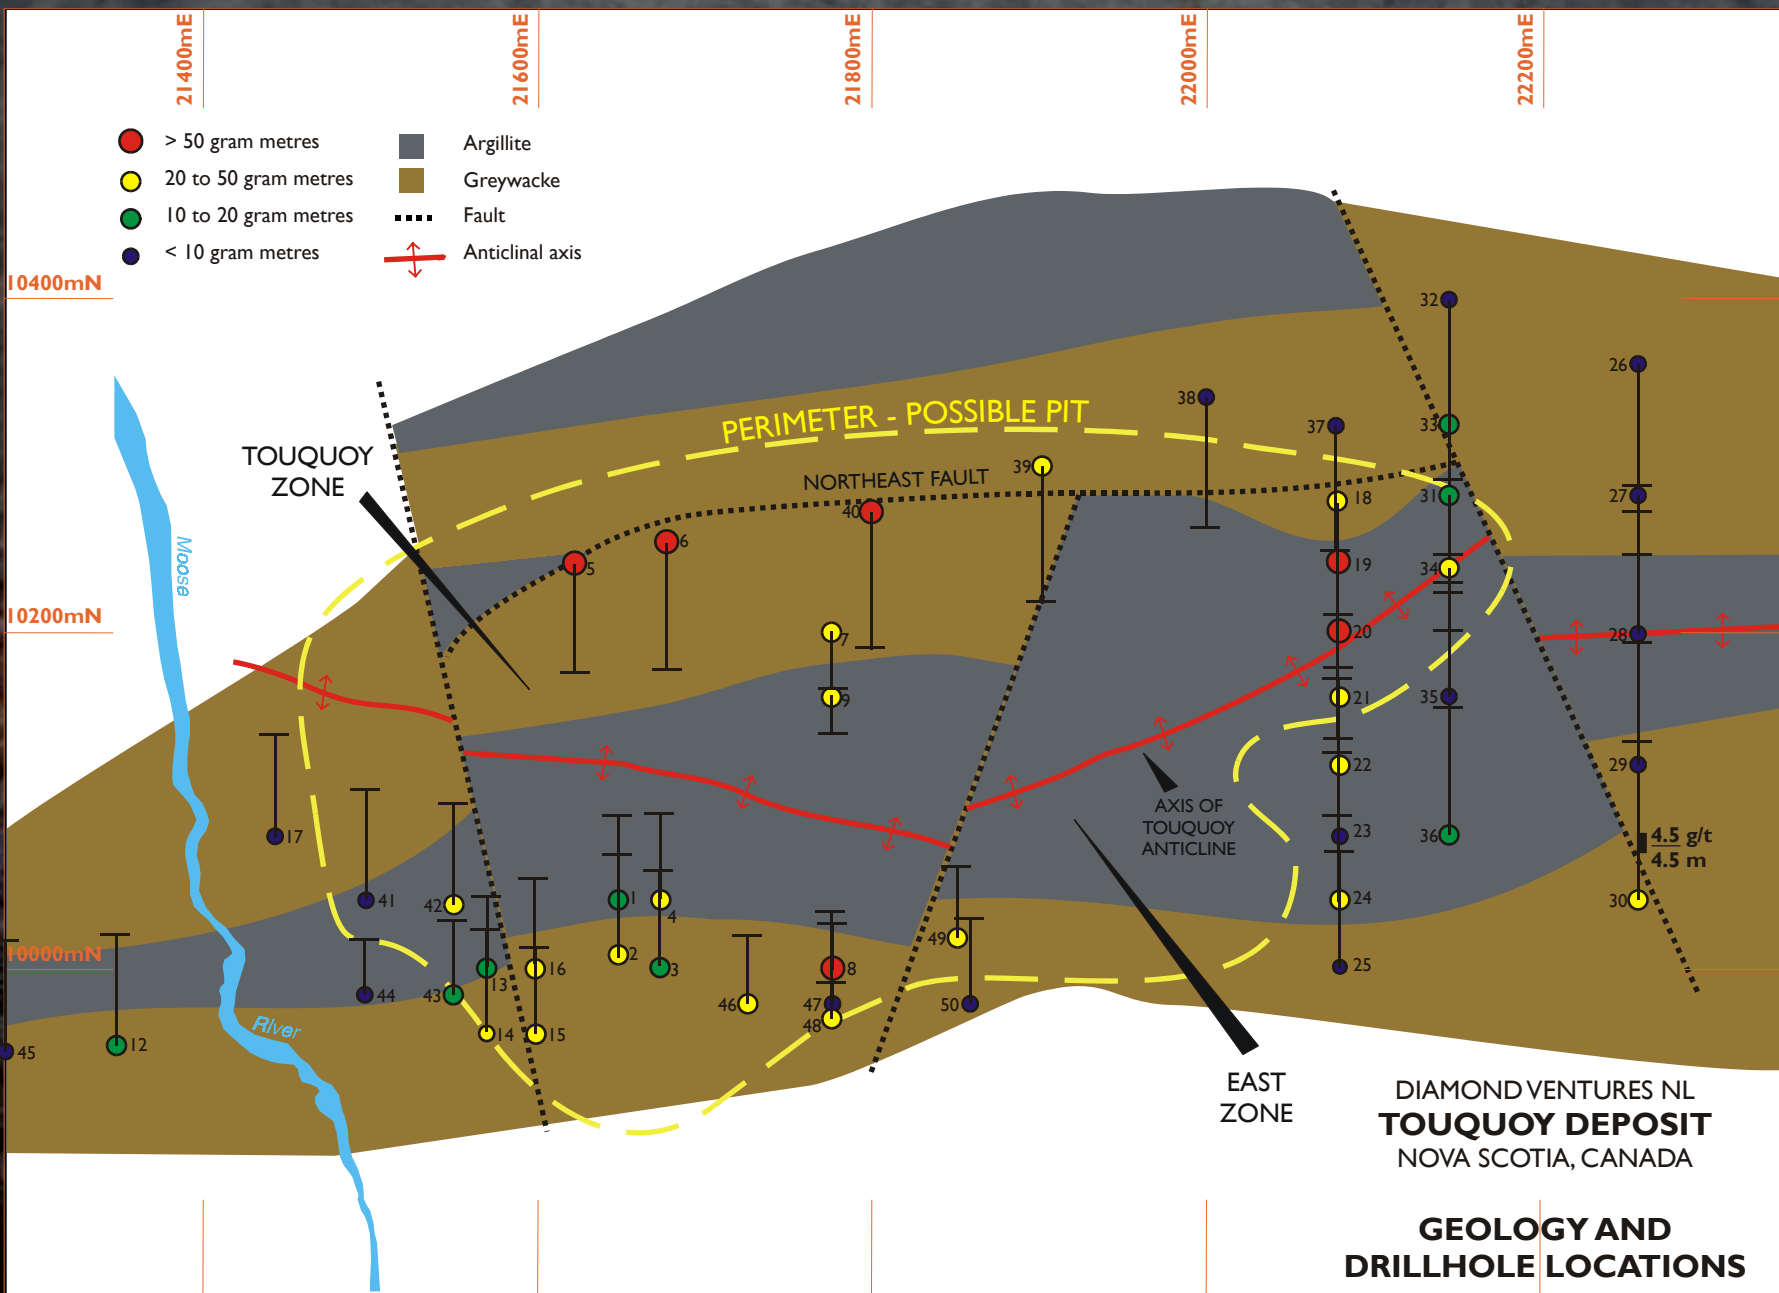 21400mE
21600mE
21800mE
22000mE
22200mE
> 50 gram metres
20 to 50 gram metres
10 to 20 gram metres
< 10 gram metres
Argillite
Greywacke
Fault
Anticlinal axis
10400mN
10200mN
10000mN
TOUQUOY
ZONE
PERIMETER - POSSIBLE PIT
NORTHEAST FAULT
Moose
River
32
26
38
33
37
39
18
31
27
40
6
5
19
34
7
20
28
9
21
35
22
29
17
23
36
4.5 g/t
4.5 m
AXIS OF
TOUQUOY
ANTICLINE
41
42
1
4
24
30
49
2
16
13
3
8
25
44
43
46
47
48
50
14
15
12
45
EAST
ZONE
DIAMOND VENTURES NL
TOUQUOY DEPOSIT
NOVA SCOTIA, CANADA
GEOLOGY AND
DRILLHOLE LOCATIONS